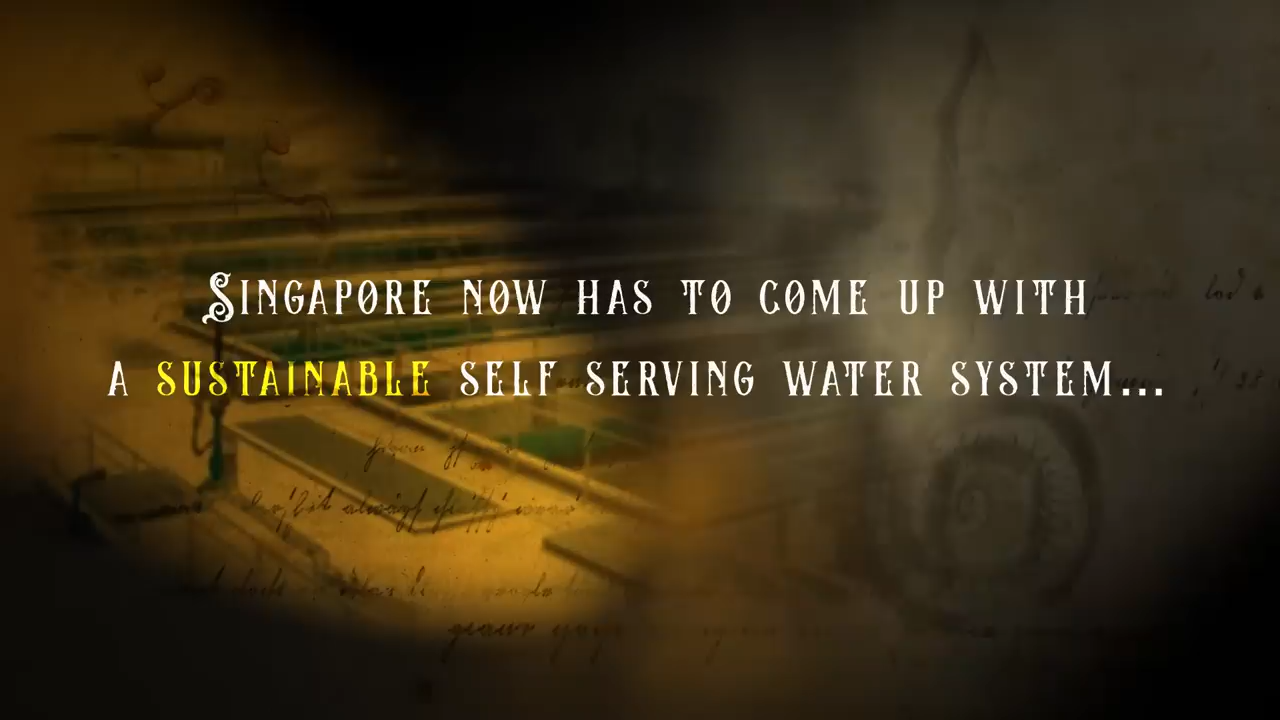 Singapore now has to come up with
a sustainable self serving water system...